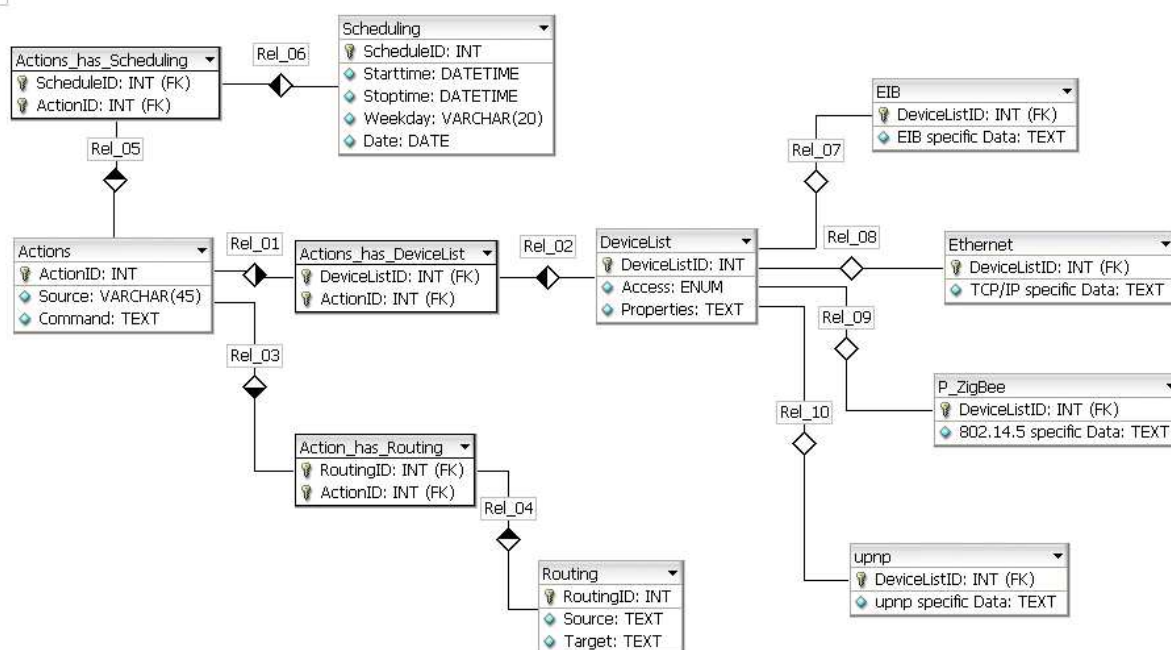 Scheduling
ScheduleID: INT
Starttime: DATETIME
Stoptime: DATETIME
Weekday: VARCHAR(20)
Date: DATE
Rel_06
Actions_has_Scheduling
ScheduleID: INT (FK)
ActionID: INT (FK)
Rel_05
EIB
DeviceListID: INT (FK)
EIB specific Data: TEXT
Rel_07
Actions
ActionID: INT
Source: VARCHAR(45)
Command: TEXT
Rel_01
Actions_has_DeviceList
DeviceListID: INT (FK)
ActionID: INT (FK)
Rel_02
DeviceList
DeviceListID: INT
Access: ENUM
Properties: TEXT
Rel_08
Ethernet
DeviceListID: INT (FK)
TCP/IP specific Data: TEXT
Rel_09
Rel_03
P_ZigBee
DeviceListID: INT (FK)
802.14.5 specific Data: TEXT
Rel_10
Action_has_Routing
RoutingID: INT (FK)
ActionID: INT (FK)
Rel_04
upnp
DeviceListID: INT (FK)
upnp specific Data: TEXT
Routing
RoutingID: INT
Source: TEXT
Target: TEXT